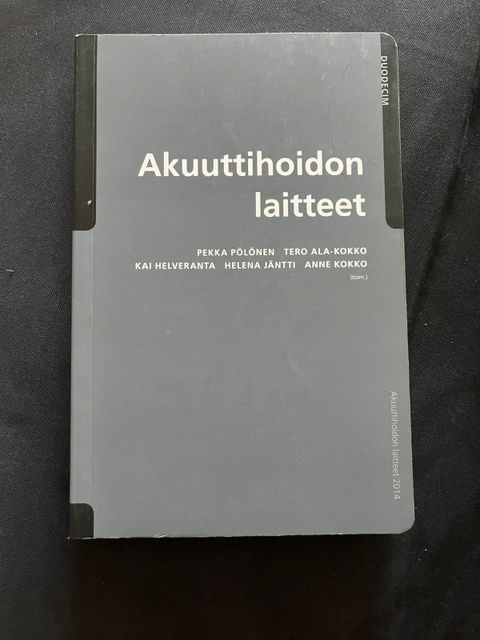 DUODECIM
Akuuttihoidon
laitteet
PEKKA PÖLÖNEN TERO ALA-KOKKO
KAI HELVERANTA HELENA JÄNTTI ANNE KOKKO
(toim.)
Akuuttihoidon laitteet 2014